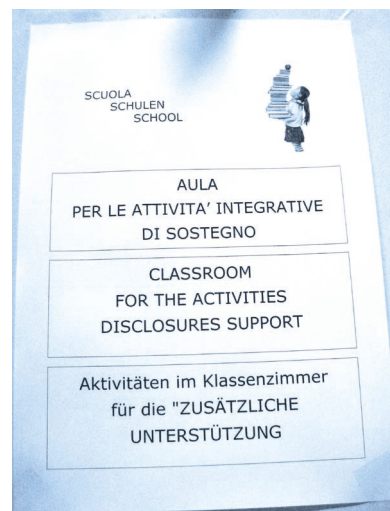 SCUOLA
SCHULEN
SCHOOL
AULA
PER LE ATTIVITA' INTEGRATIVE
DI SOSTEGNO
CLASSROOM
FOR THE ACTIVITIES
DISCLOSURES SUPPORT
Aktivitäten im Klassenzimmer
für die "ZUSÄTZLICHE
UNTERSTÜTZUNG